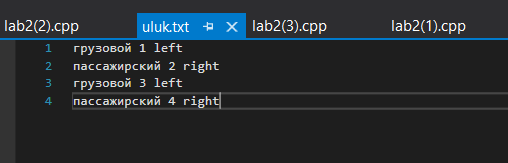 lab2(2).cpp uluk.txt lab2(3).cpp lab2(1).cpp
1 грузовой 1 left
2 пассажирский 2 right
3 грузовой 3 left
4 пассажирский 4 right